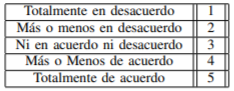 Totalmente en desacuerdo 1
Más o menos en desacuerdo 2
Ni en acuerdo ni desacuerdo 3
Más o Menos de acuerdo 4
Totalmente de acuerdo 5